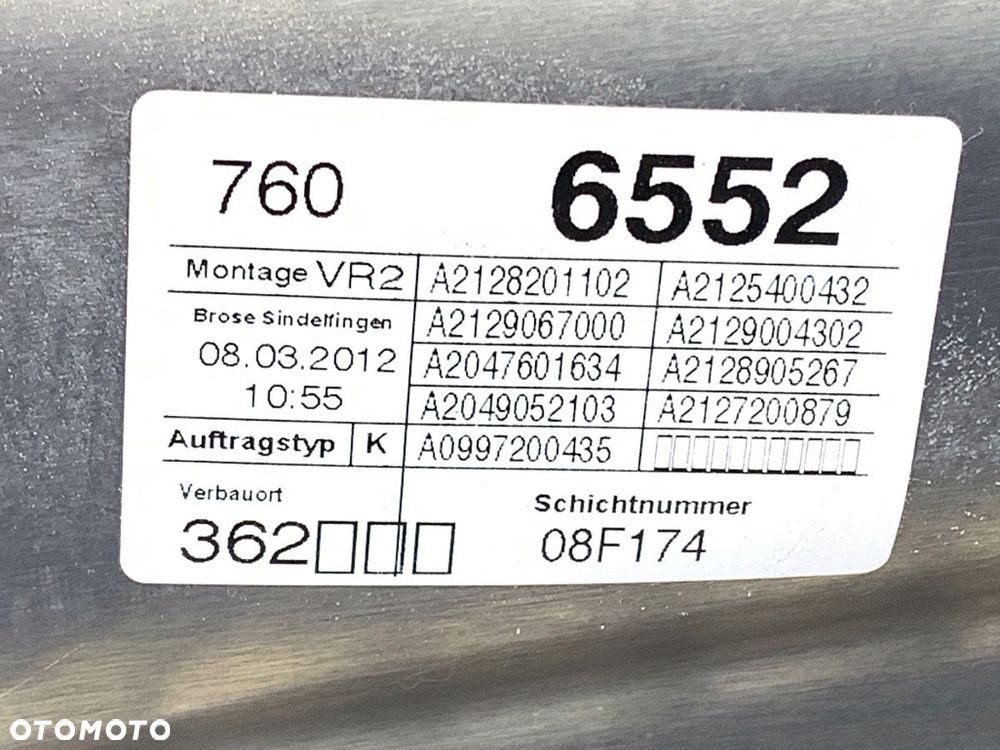 760 6552
Montage VR2 A2128201102 A2125400432
Brose Sindelfingen A2129067000 A2129004302
08.03.2012 A2047601634 A2128905267
10:55 A2049052103 A2127200879
Auftragstyp K A0997200435 ▯▯▯▯▯▯▯▯▯▯▯
Verbauort Schichtnummer
362▯▯▯ 08F174
OTOMOTO